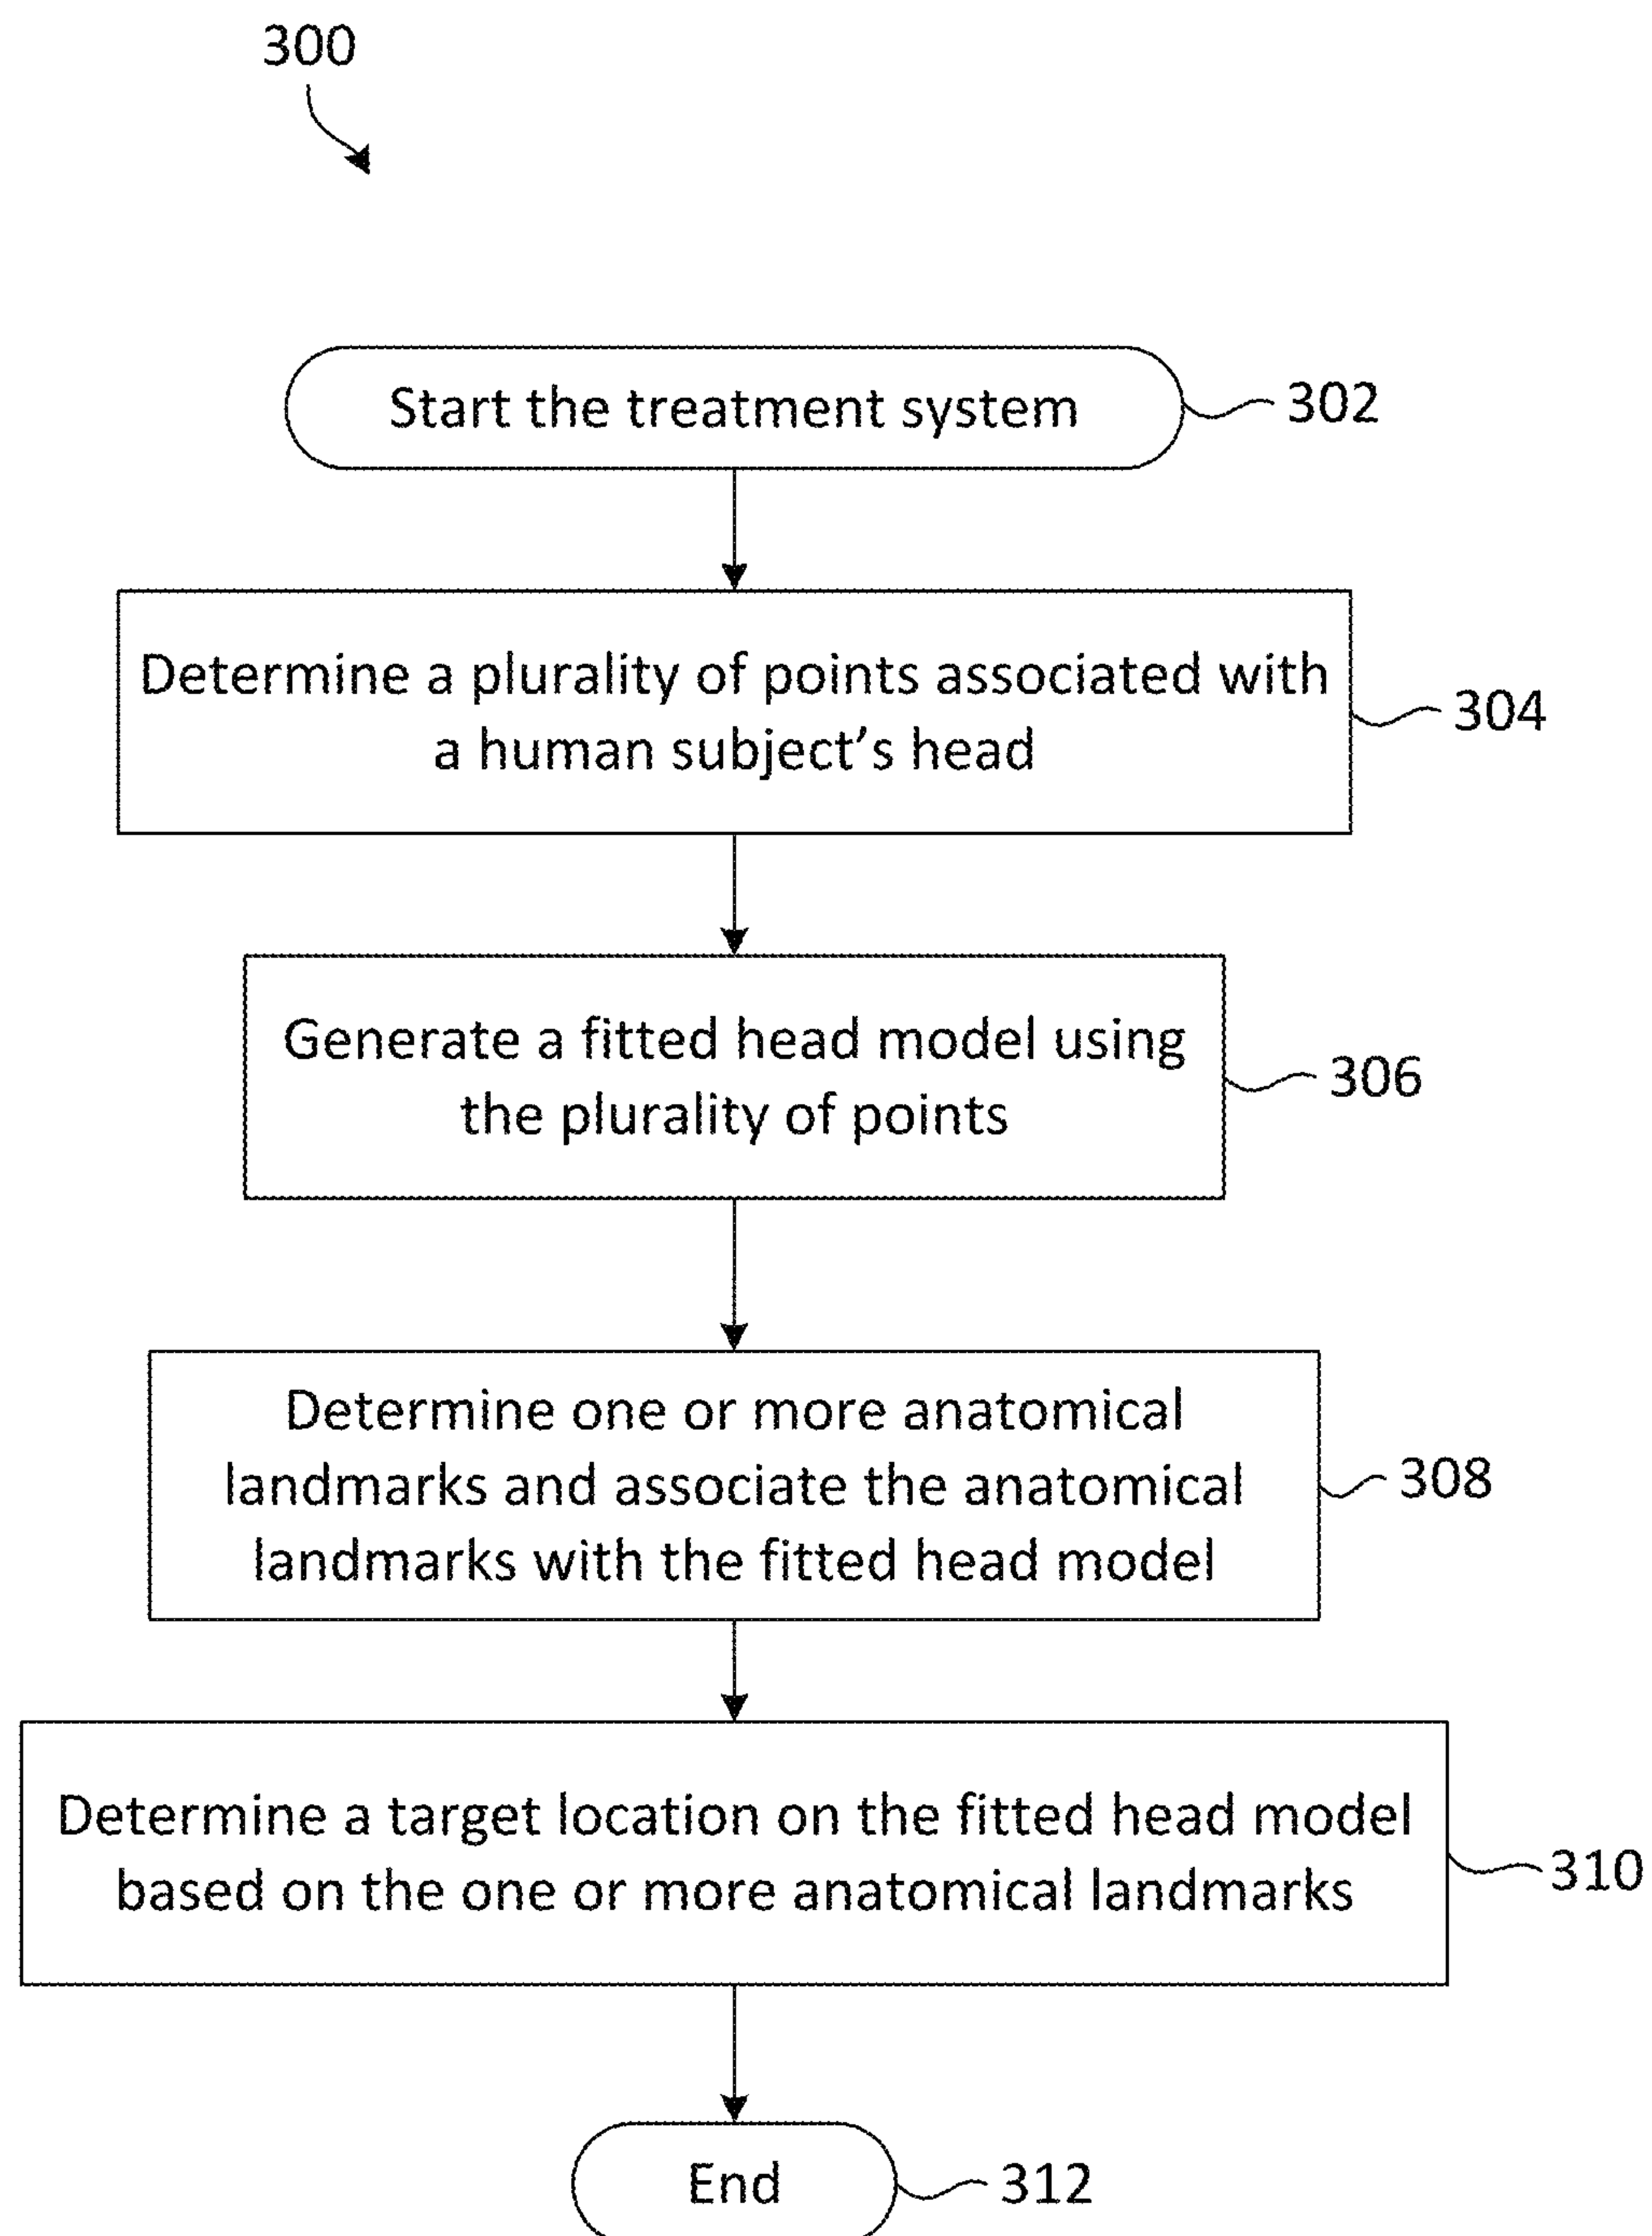 300
Start the treatment system
302
Determine a plurality of points associated with
a human subject’s head
304
Generate a fitted head model using
the plurality of points
306
Determine one or more anatomical
landmarks and associate the anatomical
landmarks with the fitted head model
308
Determine a target location on the fitted head model
based on the one or more anatomical landmarks
310
End
312